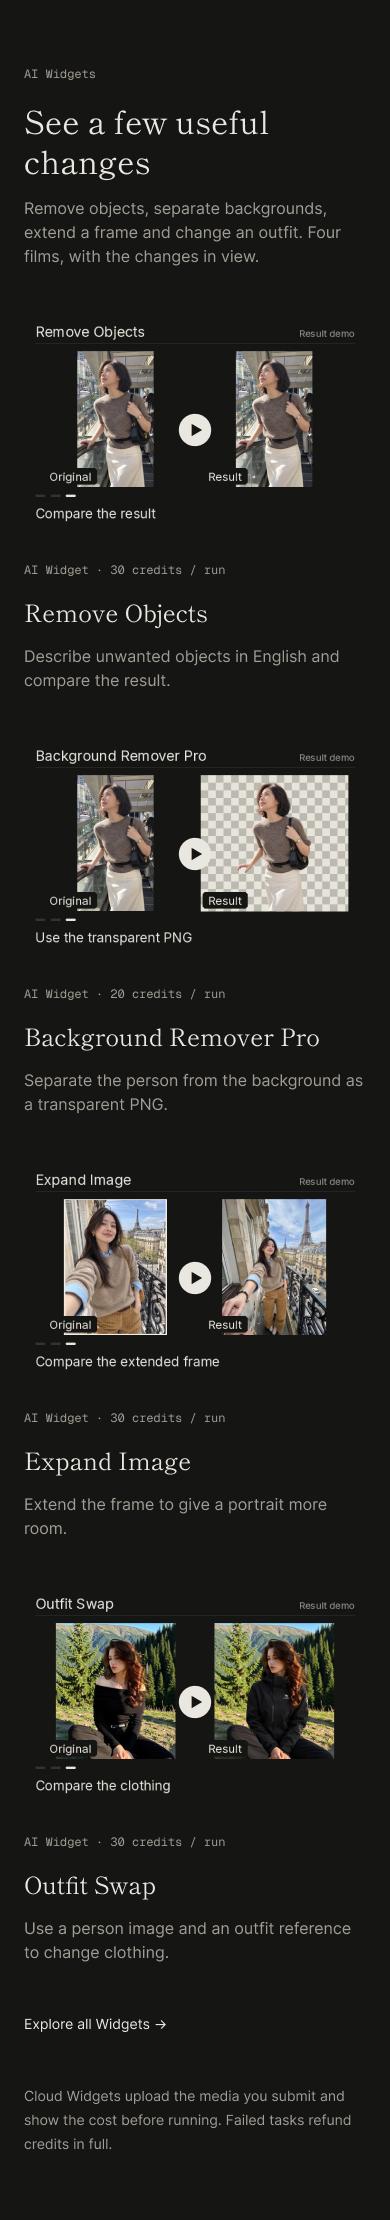 AI Widgets
See a few useful
changes
Remove objects, separate backgrounds,
extend a frame and change an outfit. Four
films, with the changes in view.
Remove Objects
Result demo
Original
Result
Compare the result
AI Widget · 30 credits / run
Remove Objects
Describe unwanted objects in English and
compare the result.
Background Remover Pro
Result demo
Original
Result
Use the transparent PNG
AI Widget · 20 credits / run
Background Remover Pro
Separate the person from the background as
a transparent PNG.
Expand Image
Result demo
Original
Result
Compare the extended frame
AI Widget · 30 credits / run
Expand Image
Extend the frame to give a portrait more
room.
Outfit Swap
Result demo
Original
Result
Compare the clothing
AI Widget · 30 credits / run
Outfit Swap
Use a person image and an outfit reference
to change clothing.
Explore all Widgets →
Cloud Widgets upload the media you submit and
show the cost before running. Failed tasks refund
credits in full.